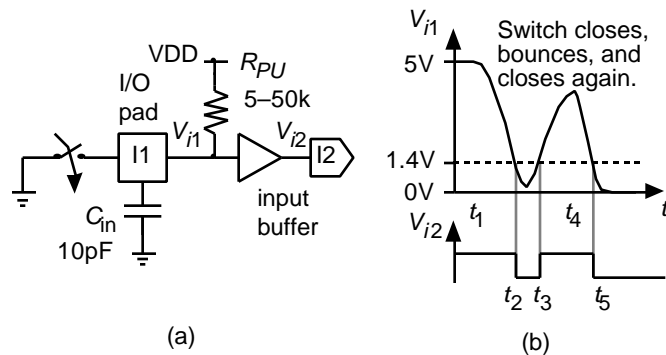 VDD
R_PU
I/O
pad
5–50k
V_i1
V_i2
I1
I2
C_in
10pF
input
buffer
(a)
V_i1
5V
Switch closes,
bounces, and
closes again.
1.4V
0V
t_1
t_4
t
V_i2
t_2
t_3
t_5
(b)